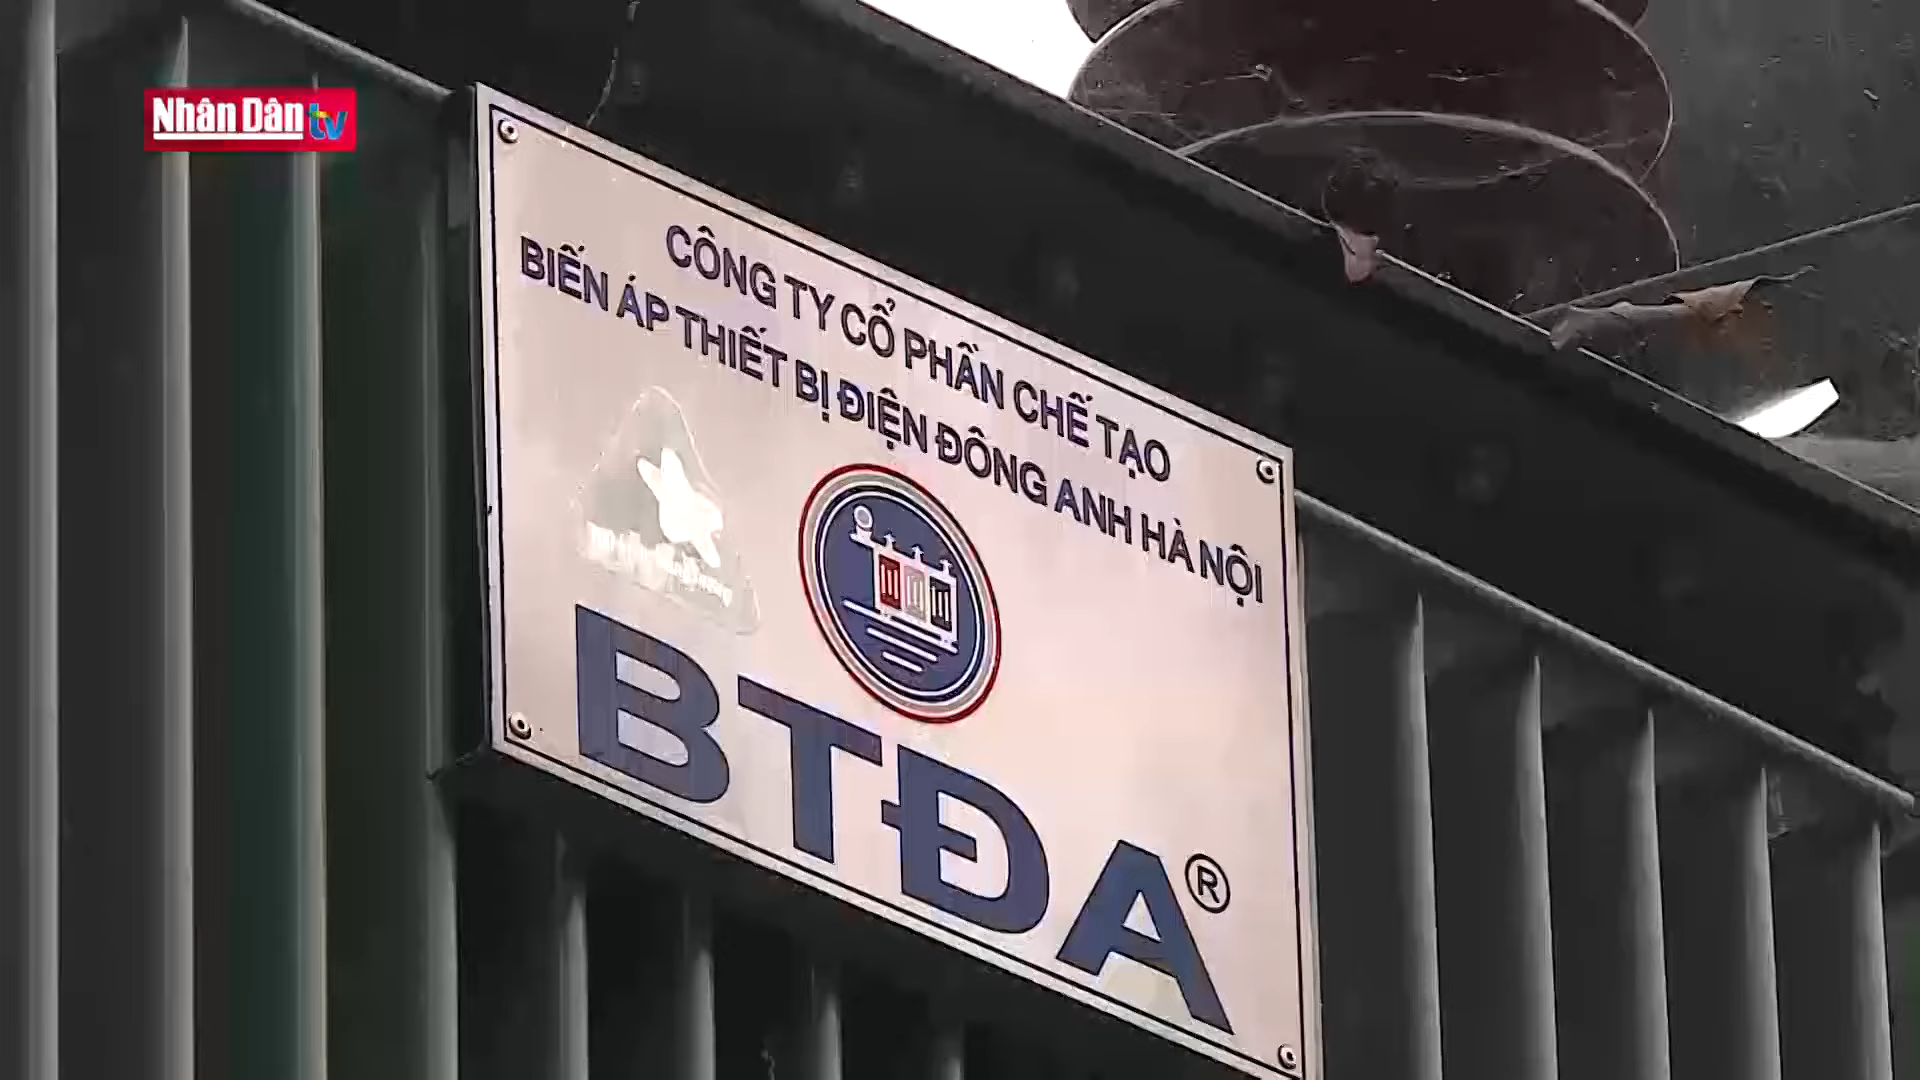 Nhân Dân tv
CÔNG TY CỔ PHẦN CHẾ TẠO
BIẾN ÁP THIẾT BỊ ĐIỆN ĐÔNG ANH HÀ NỘI
BTĐA®